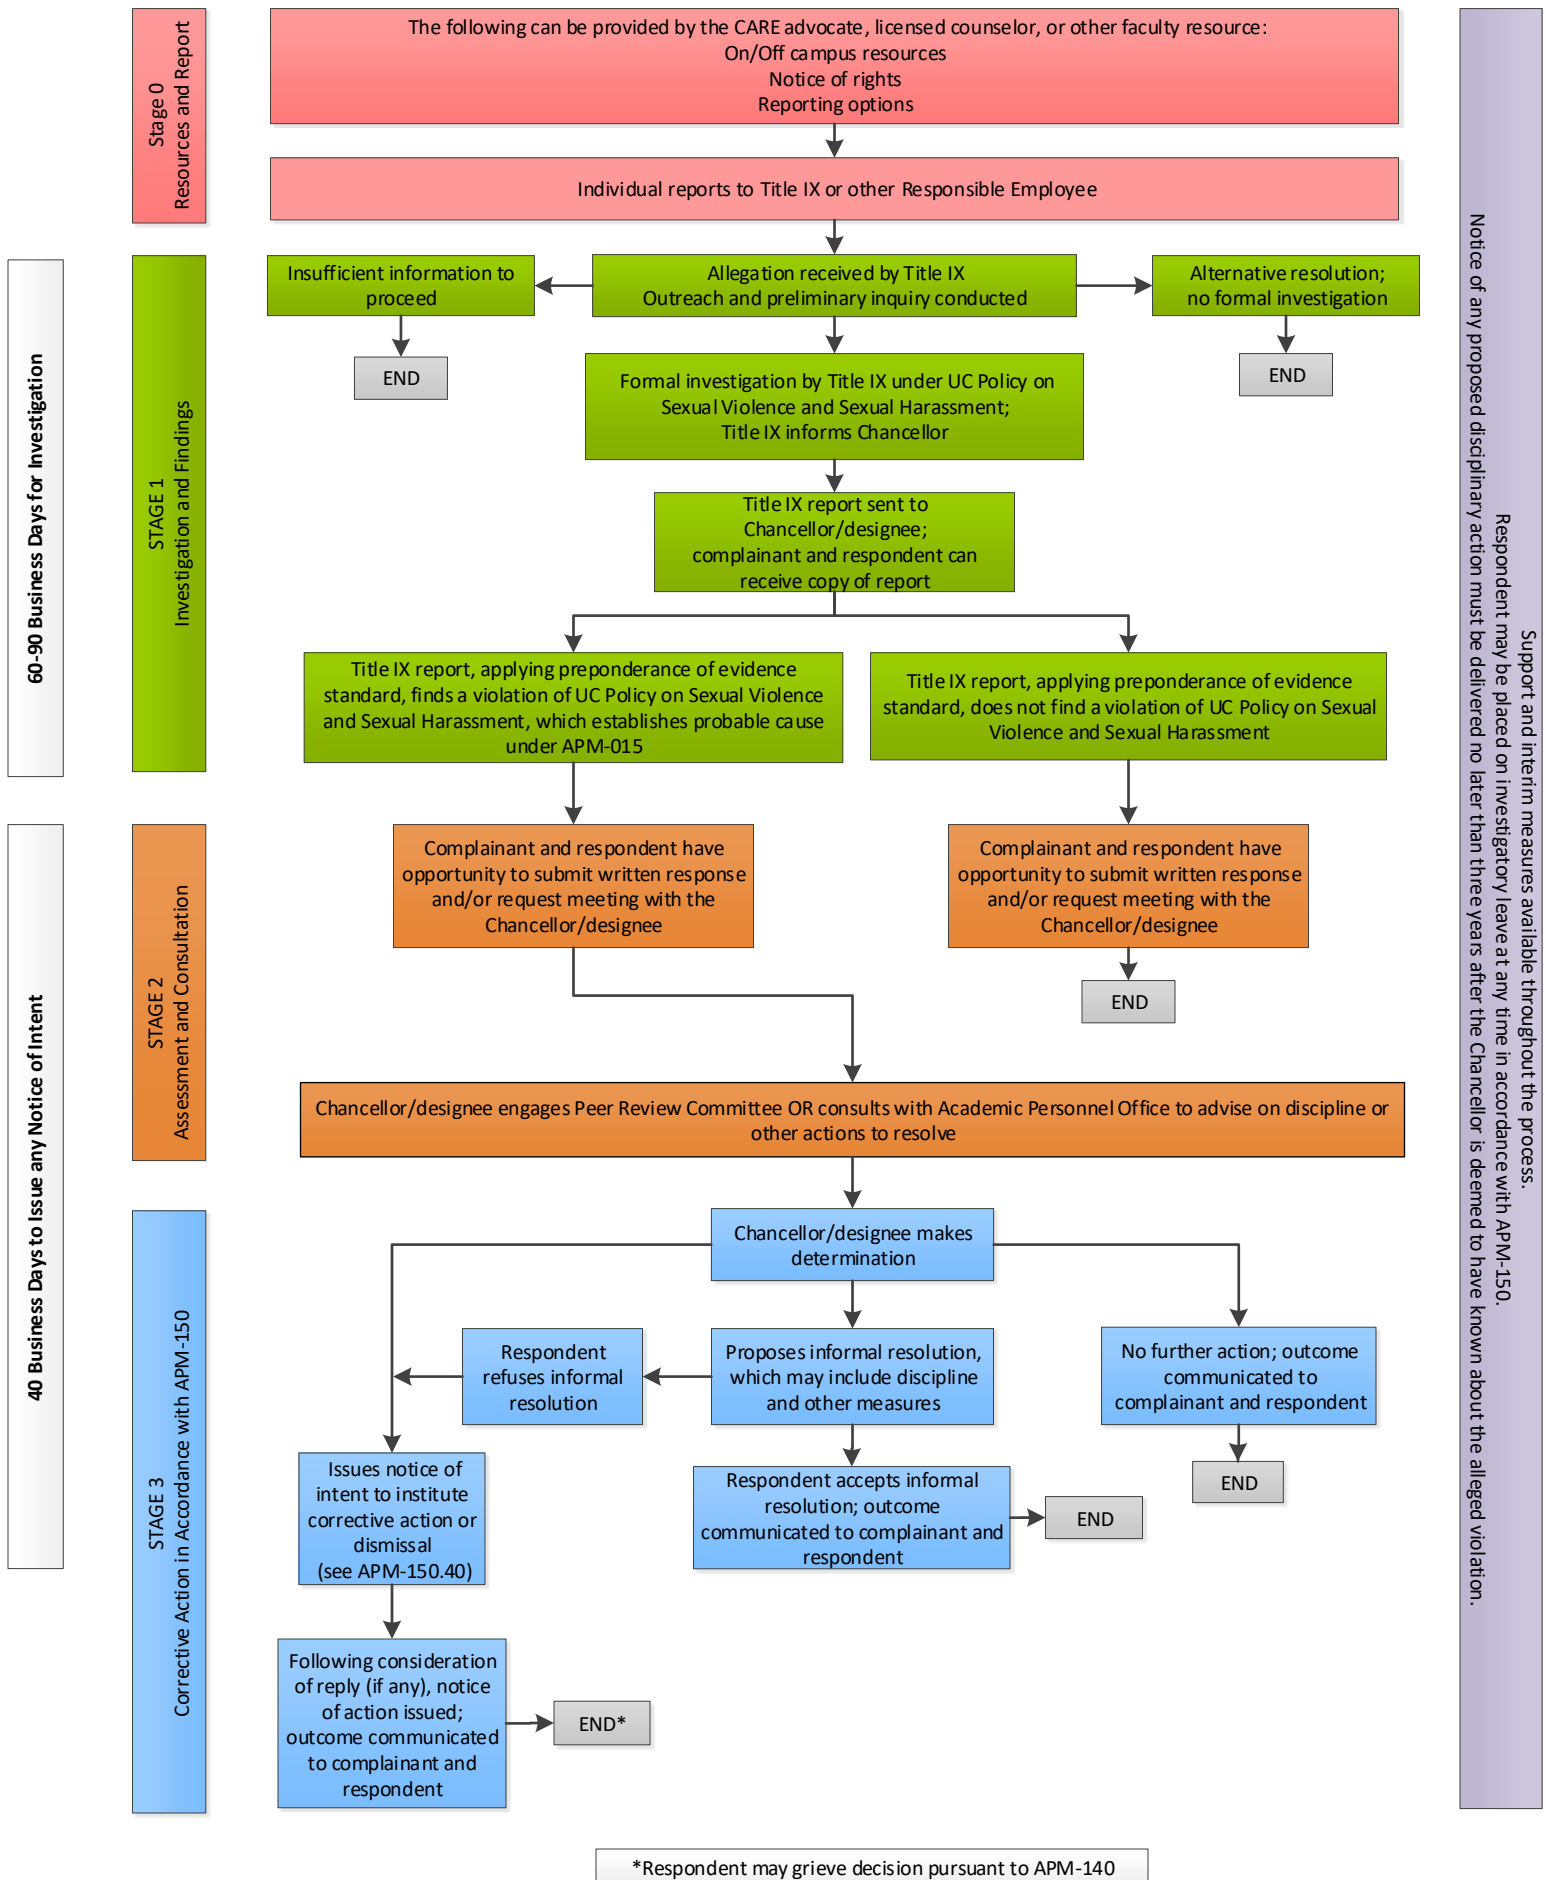 Stage 0
Resources and Report
The following can be provided by the CARE advocate, licensed counselor, or other faculty resource:
On/Off campus resources
Notice of rights
Reporting options
Individual reports to Title IX or other Responsible Employee
60-90 Business Days for Investigation
STAGE 1
Investigation and Findings
Insufficient information to
proceed
Allegation received by Title IX
Outreach and preliminary inquiry conducted
Alternative resolution;
no formal investigation
END
END
Formal investigation by Title IX under UC Policy on
Sexual Violence and Sexual Harassment;
Title IX informs Chancellor
Title IX report sent to
Chancellor/designee;
complainant and respondent can
receive copy of report
Title IX report, applying preponderance of evidence
standard, finds a violation of UC Policy on Sexual Violence
and Sexual Harassment, which establishes probable cause
under APM-015
Title IX report, applying preponderance of evidence
standard, does not find a violation of UC Policy on Sexual
Violence and Sexual Harassment
40 Business Days to Issue any Notice of Intent
STAGE 2
Assessment and Consultation
Complainant and respondent have
opportunity to submit written response
and/or request meeting with the
Chancellor/designee
Complainant and respondent have
opportunity to submit written response
and/or request meeting with the
Chancellor/designee
END
Chancellor/designee engages Peer Review Committee OR consults with Academic Personnel Office to advise on discipline or
other actions to resolve
STAGE 3
Corrective Action in Accordance with APM-150
Chancellor/designee makes
determination
Respondent
refuses informal
resolution
Proposes informal resolution,
which may include discipline
and other measures
No further action; outcome
communicated to
complainant and respondent
END
Issues notice of
intent to institute
corrective action or
dismissal
(see APM-150.40)
Respondent accepts informal
resolution; outcome
communicated to complainant and
respondent
END
Following consideration
of reply (if any), notice
of action issued;
outcome communicated
to complainant and
respondent
END*
Support and interim measures available throughout the process.
Respondent may be placed on investigatory leave at any time in accordance with APM-150.
Notice of any proposed disciplinary action must be delivered no later than three years after the Chancellor is deemed to have known about the alleged violation.
*Respondent may grieve decision pursuant to APM-140